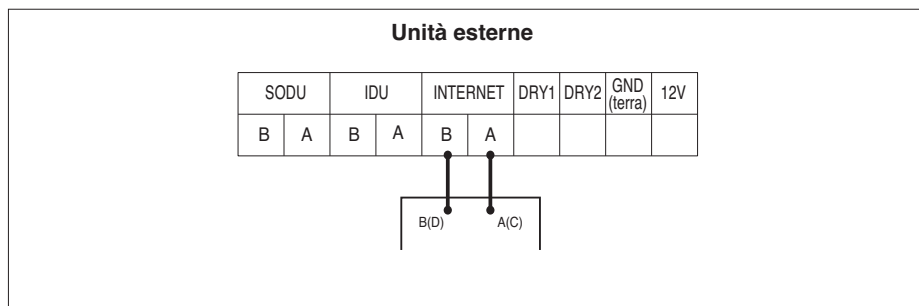 Unità esterne
SODU IDU INTERNET DRY1 DRY2 GND (terra) 12V
B A B A B A
B(D) A(C)